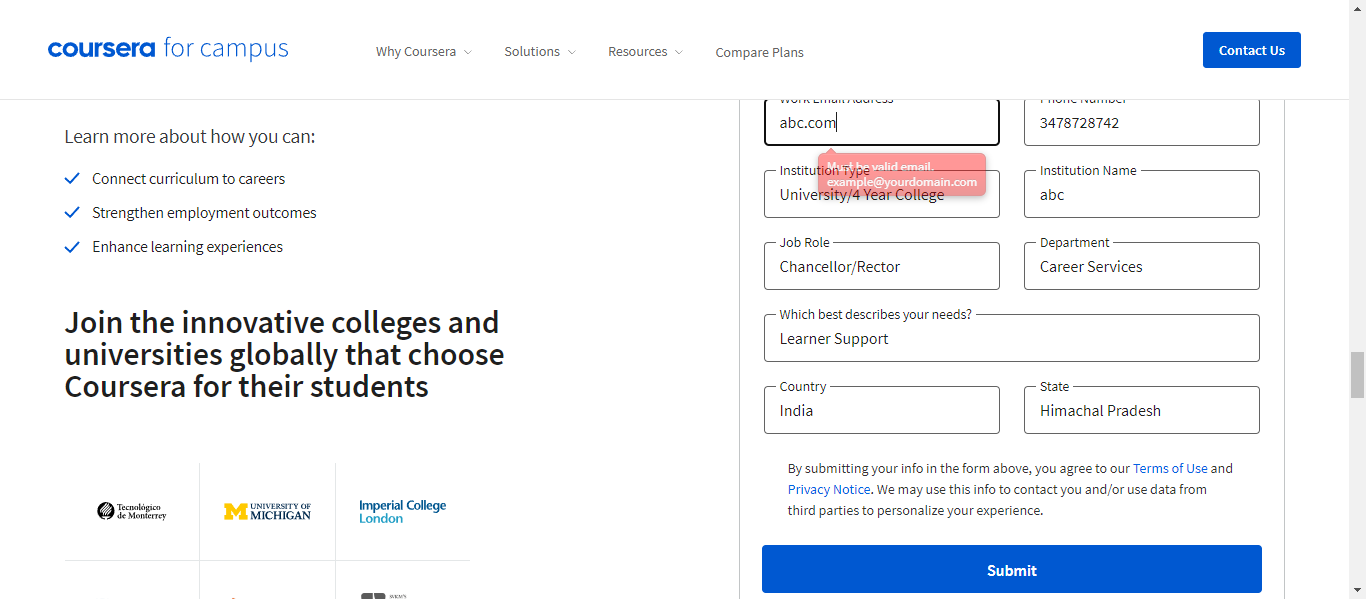 coursera for campus
Why Coursera
Solutions
Resources
Compare Plans
Contact Us
Learn more about how you can:
Connect curriculum to careers
Strengthen employment outcomes
Enhance learning experiences
Join the innovative colleges and
universities globally that choose
Coursera for their students
Tecnológico
de Monterrey
M UNIVERSITY OF
MICHIGAN
Imperial College
London
Work Email Address
abc.com
Must be valid email.
example@yourdomain.com
Phone Number
3478728742
Institution Type
University/4 Year College
Institution Name
abc
Job Role
Chancellor/Rector
Department
Career Services
Which best describes your needs?
Learner Support
Country
India
State
Himachal Pradesh
By submitting your info in the form above, you agree to our Terms of Use and
Privacy Notice. We may use this info to contact you and/or use data from
third parties to personalize your experience.
Submit